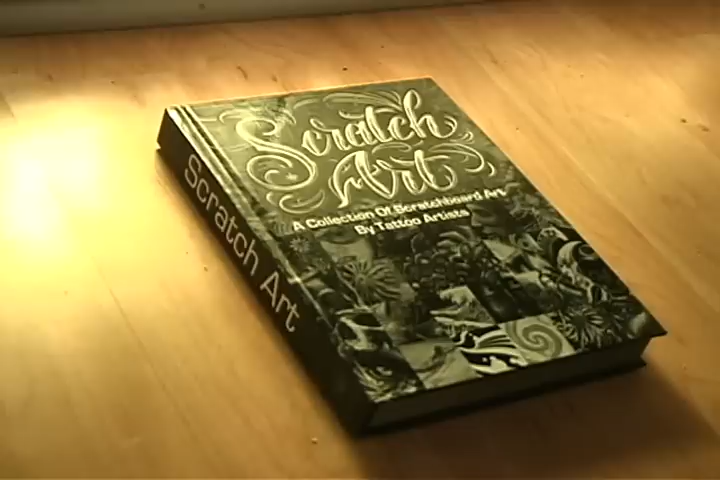 Scratch
Art
A Collection Of Scratchboard Art
By Tattoo Artists
Scratch Art